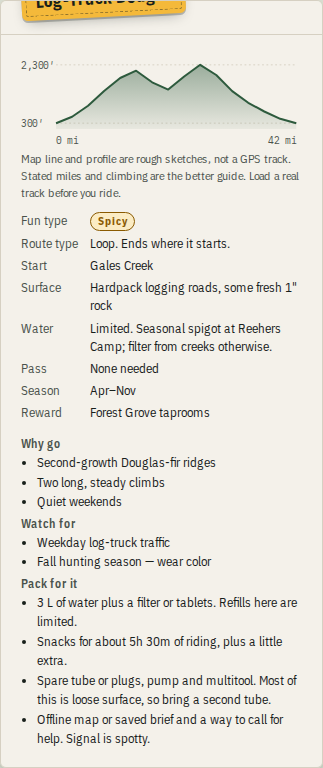 Log-Truck Doug
2,300'
300'
0 mi 42 mi
Map line and profile are rough sketches, not a GPS track.
Stated miles and climbing are the better guide. Load a real
track before you ride.
Fun type Spicy
Route type Loop. Ends where it starts.
Start Gales Creek
Surface Hardpack logging roads, some fresh 1"
rock
Water Limited. Seasonal spigot at Reehers
Camp; filter from creeks otherwise.
Pass None needed
Season Apr–Nov
Reward Forest Grove taprooms
Why go
• Second-growth Douglas-fir ridges
• Two long, steady climbs
• Quiet weekends
Watch for
• Weekday log-truck traffic
• Fall hunting season — wear color
Pack for it
• 3 L of water plus a filter or tablets. Refills here are
limited.
• Snacks for about 5h 30m of riding, plus a little
extra.
• Spare tube or plugs, pump and multitool. Most of
this is loose surface, so bring a second tube.
• Offline map or saved brief and a way to call for
help. Signal is spotty.